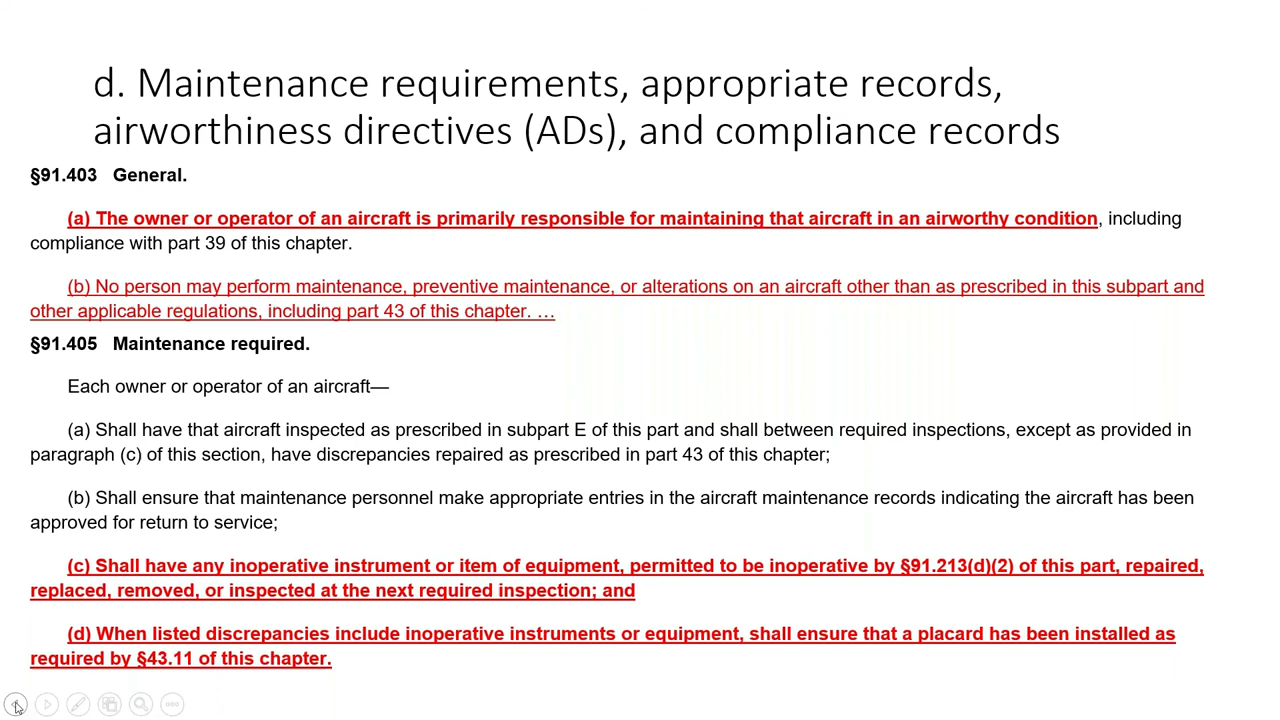 d. Maintenance requirements, appropriate records,
airworthiness directives (ADs), and compliance records
§91.403 General.
(a) The owner or operator of an aircraft is primarily responsible for maintaining that aircraft in an airworthy condition, including
compliance with part 39 of this chapter.
(b) No person may perform maintenance, preventive maintenance, or alterations on an aircraft other than as prescribed in this subpart and
other applicable regulations, including part 43 of this chapter. …
§91.405 Maintenance required.
Each owner or operator of an aircraft—
(a) Shall have that aircraft inspected as prescribed in subpart E of this part and shall between required inspections, except as provided in
paragraph (c) of this section, have discrepancies repaired as prescribed in part 43 of this chapter;
(b) Shall ensure that maintenance personnel make appropriate entries in the aircraft maintenance records indicating the aircraft has been
approved for return to service;
(c) Shall have any inoperative instrument or item of equipment, permitted to be inoperative by §91.213(d)(2) of this part, repaired,
replaced, removed, or inspected at the next required inspection; and
(d) When listed discrepancies include inoperative instruments or equipment, shall ensure that a placard has been installed as
required by §43.11 of this chapter.